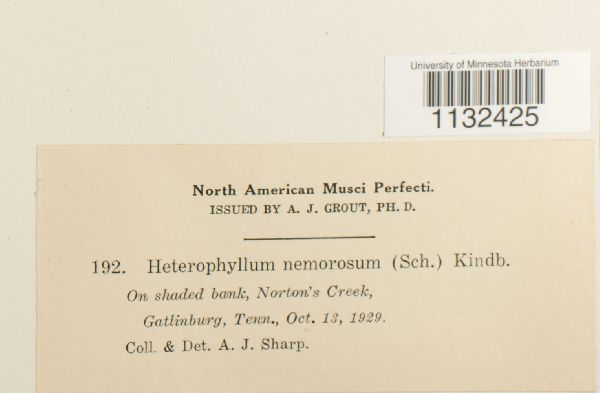 University of Minnesota Herbarium
1132425
North American Musci Perfecti.
ISSUED BY A. J. GROUT, PH. D.
192. Heterophyllum nemorosum (Sch.) Kindb.
On shaded bank, Norton's Creek,
Gatlinburg, Tenn., Oct. 13, 1929.
Coll. & Det. A. J. Sharp.